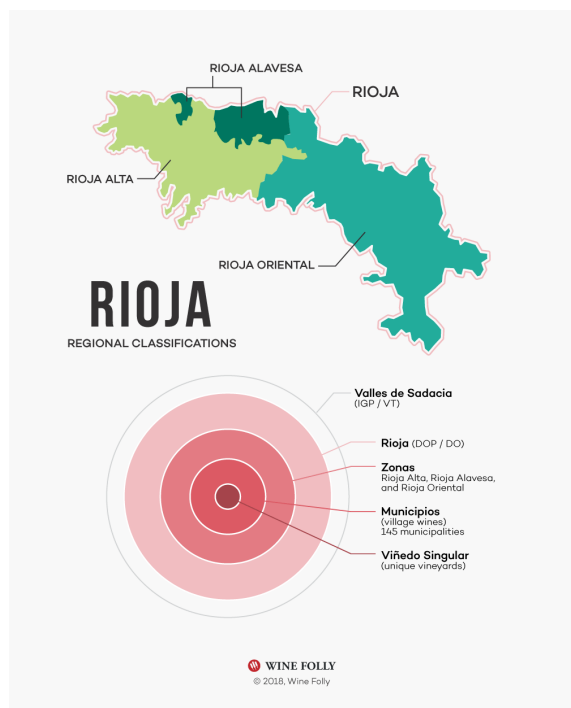 RIOJA ALAVESA
RIOJA
RIOJA ALTA
RIOJA ORIENTAL
RIOJA
REGIONAL CLASSIFICATIONS
Valles de Sadacia
(IGP / VT)
Rioja (DOP / DO)
Zonas
Rioja Alta, Rioja Alavesa,
and Rioja Oriental
Municipios
(village wines)
145 municipalities
Viñedo Singular
(unique vineyards)
WINE FOLLY
© 2018, Wine Folly